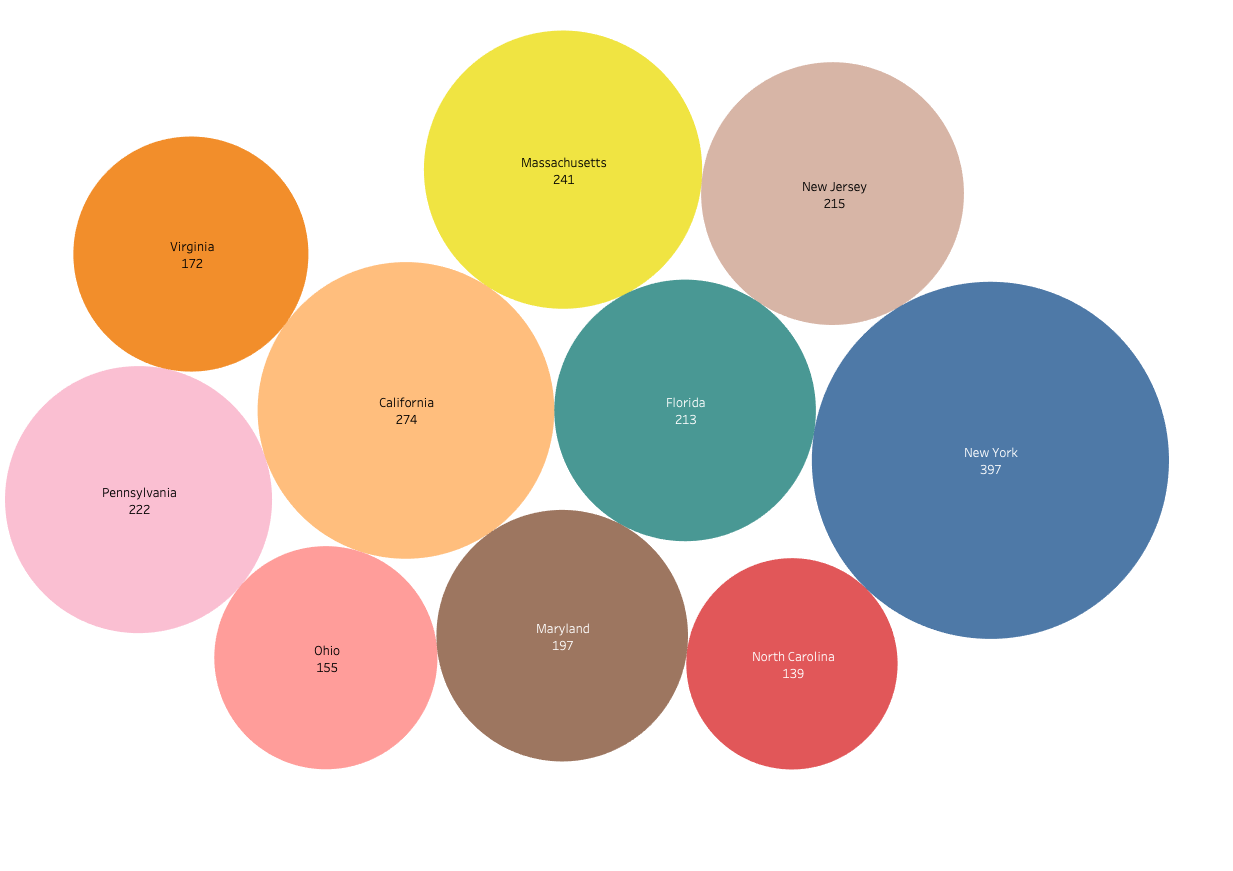 Massachusetts
241
New Jersey
215
Virginia
172
California
274
Florida
213
New York
397
Pennsylvania
222
Maryland
197
Ohio
155
North Carolina
139